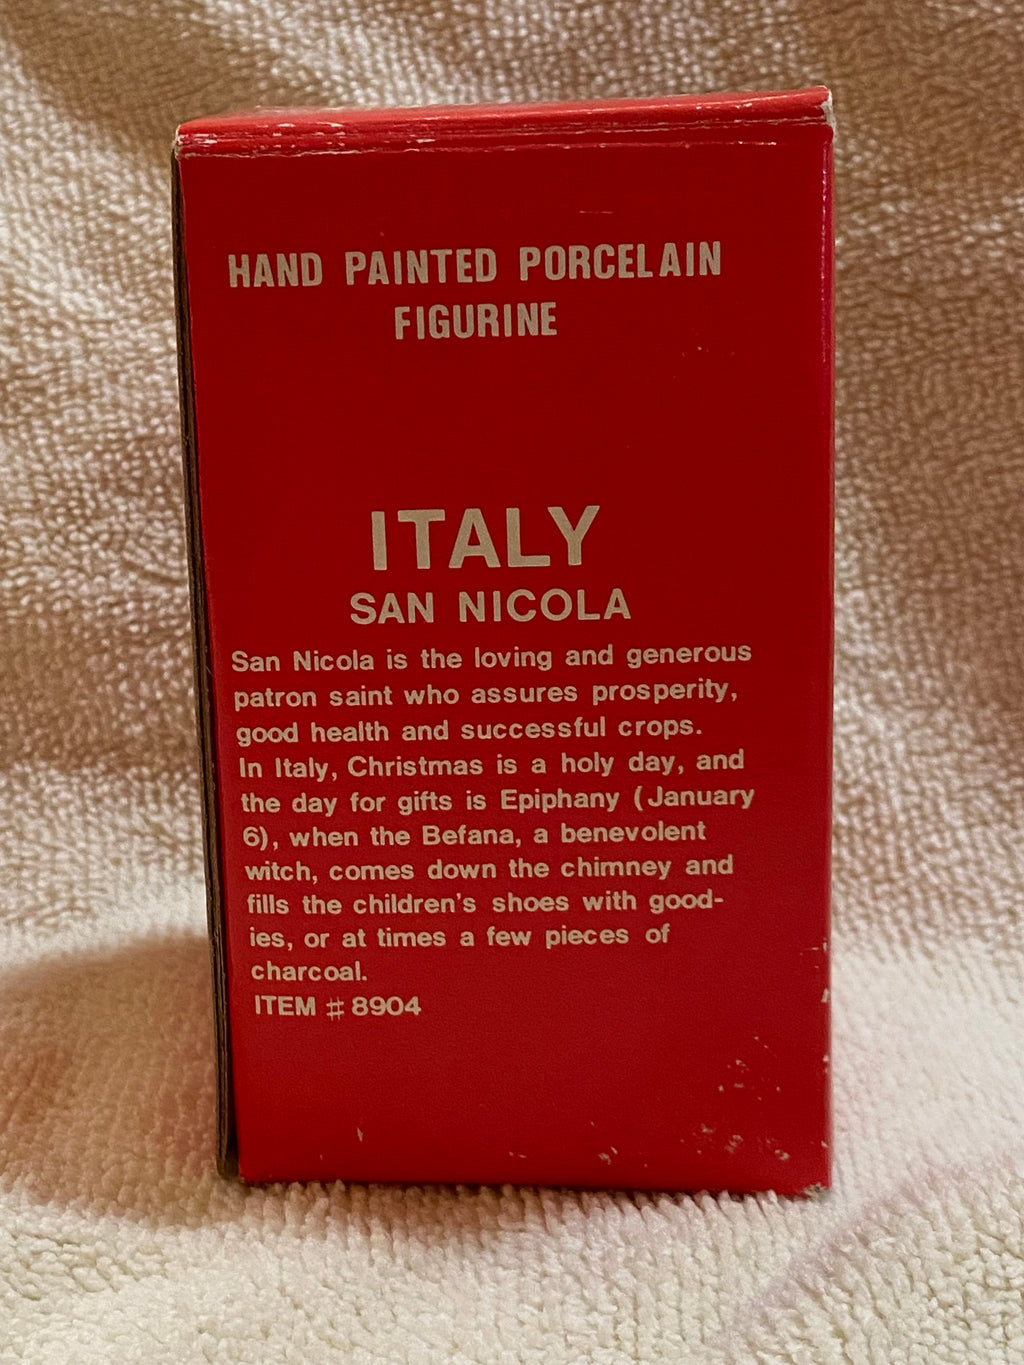 HAND PAINTED PORCELAIN
FIGURINE
ITALY
SAN NICOLA
San Nicola is the loving and generous
patron saint who assures prosperity,
good health and successful crops.
In Italy, Christmas is a holy day, and
the day for gifts is Epiphany (January
6), when the Befana, a benevolent
witch, comes down the chimney and
fills the children's shoes with good-
ies, or at times a few pieces of
charcoal.
ITEM # 8904